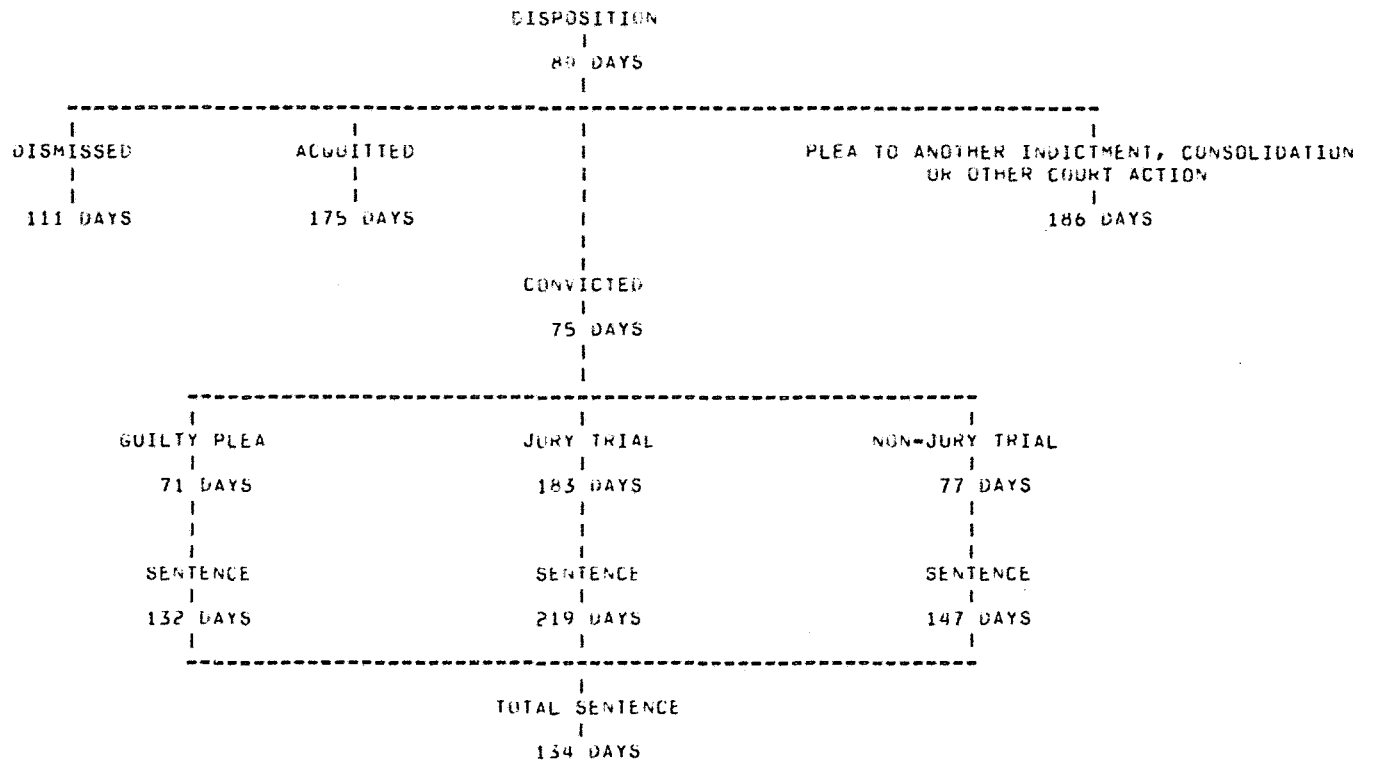 DISPOSITION
80 DAYS
DISMISSED ACQUITTED PLEA TO ANOTHER INDICTMENT, CONSOLIDATION
OR OTHER COURT ACTION
111 DAYS 175 DAYS 186 DAYS
CONVICTED
75 DAYS
GUILTY PLEA JURY TRIAL NON-JURY TRIAL
71 DAYS 183 DAYS 77 DAYS
SENTENCE SENTENCE SENTENCE
132 DAYS 219 DAYS 147 DAYS
TOTAL SENTENCE
134 DAYS